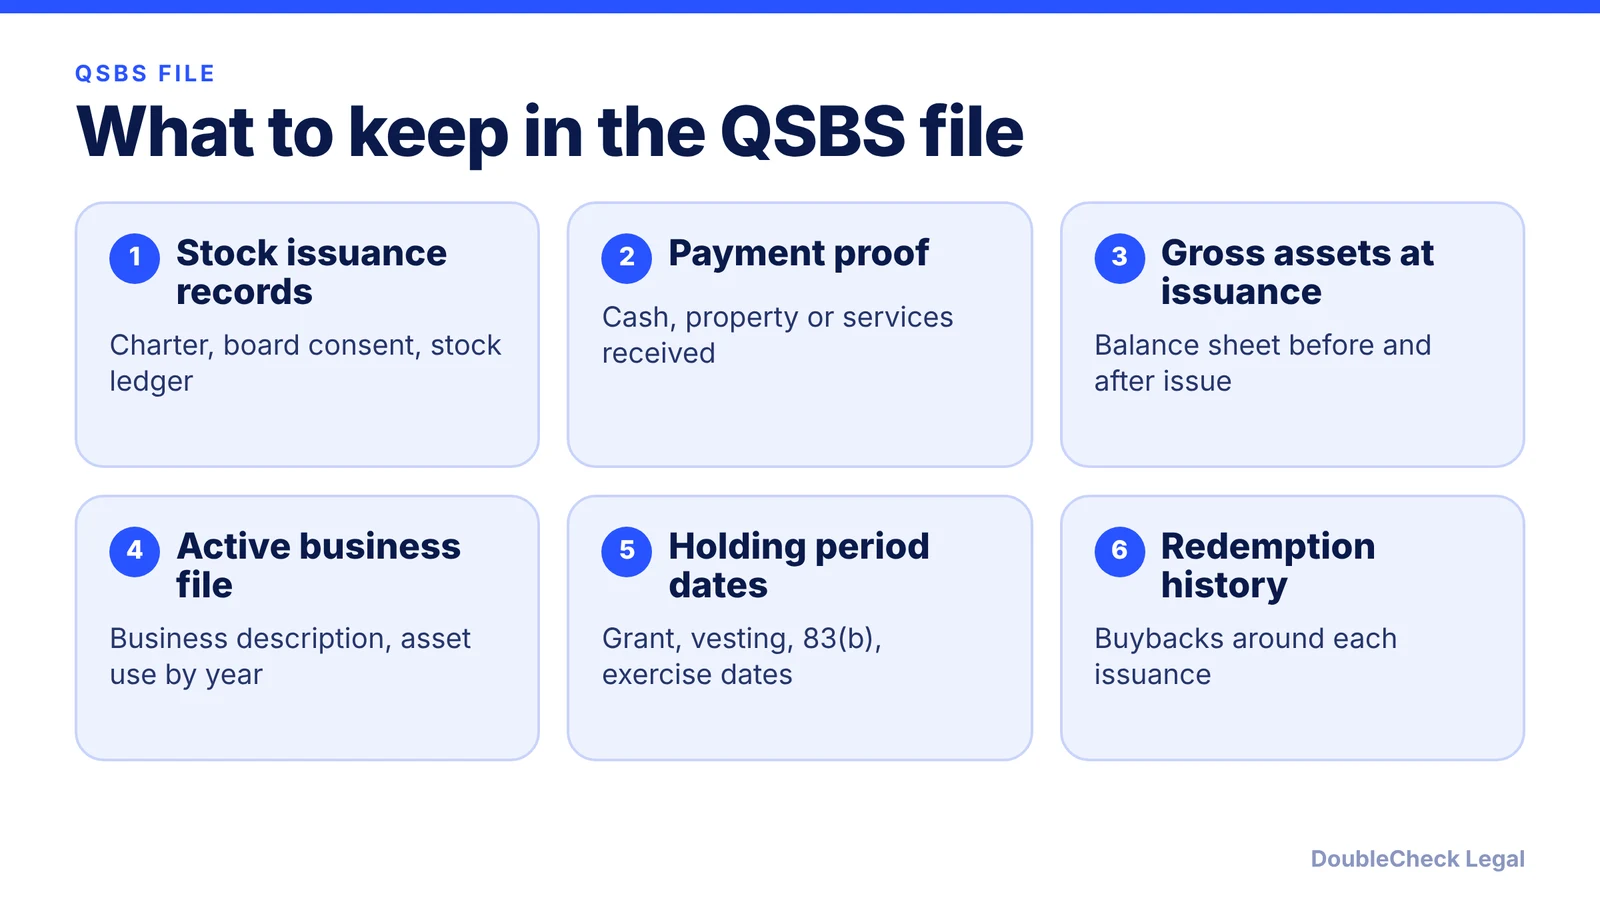 QSBS FILE
What to keep in the QSBS file
1
Stock issuance
records
Charter, board consent, stock
ledger
2
Payment proof
Cash, property or services
received
3
Gross assets at
issuance
Balance sheet before and
after issue
4
Active business
file
Business description, asset
use by year
5
Holding period
dates
Grant, vesting, 83(b),
exercise dates
6
Redemption
history
Buybacks around each
issuance
DoubleCheck Legal